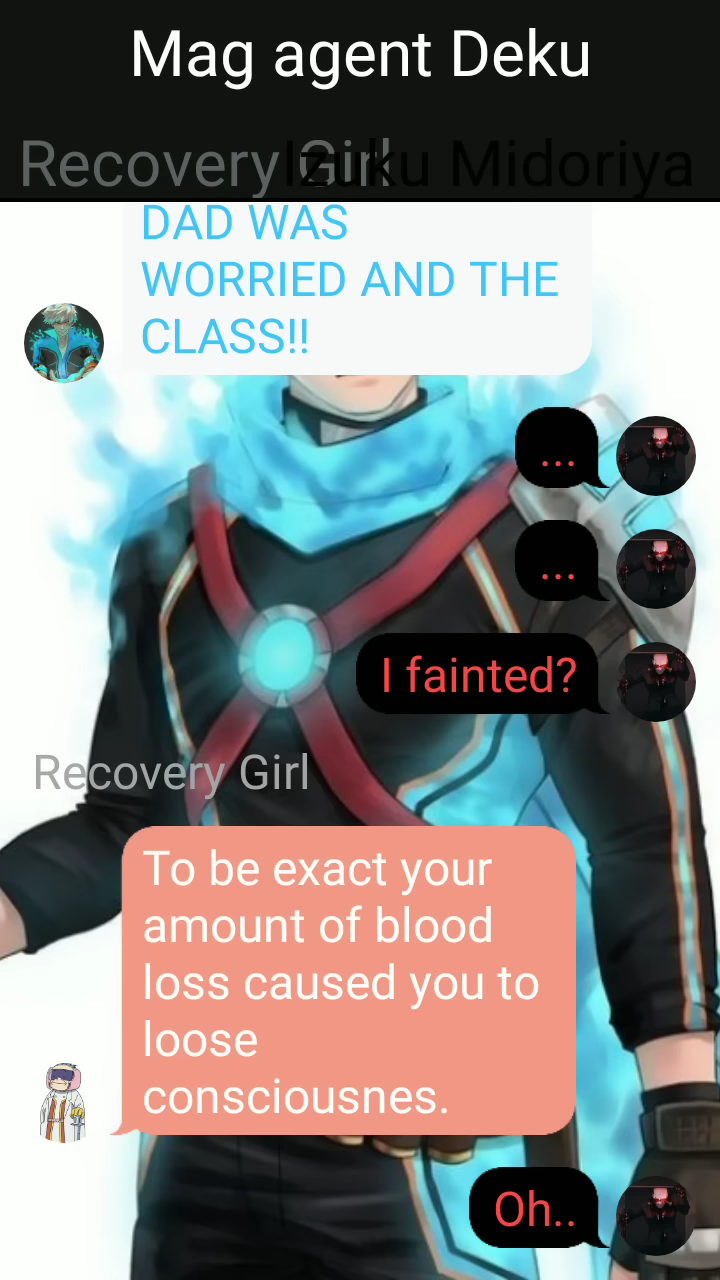 Mag agent Deku
Recovery Girl Izuku Midoriya
DAD WAS
WORRIED AND THE
CLASS!!
...
...
I fainted?
Recovery Girl
To be exact your
amount of blood
loss caused you to
loose
consciousnes.
Oh..